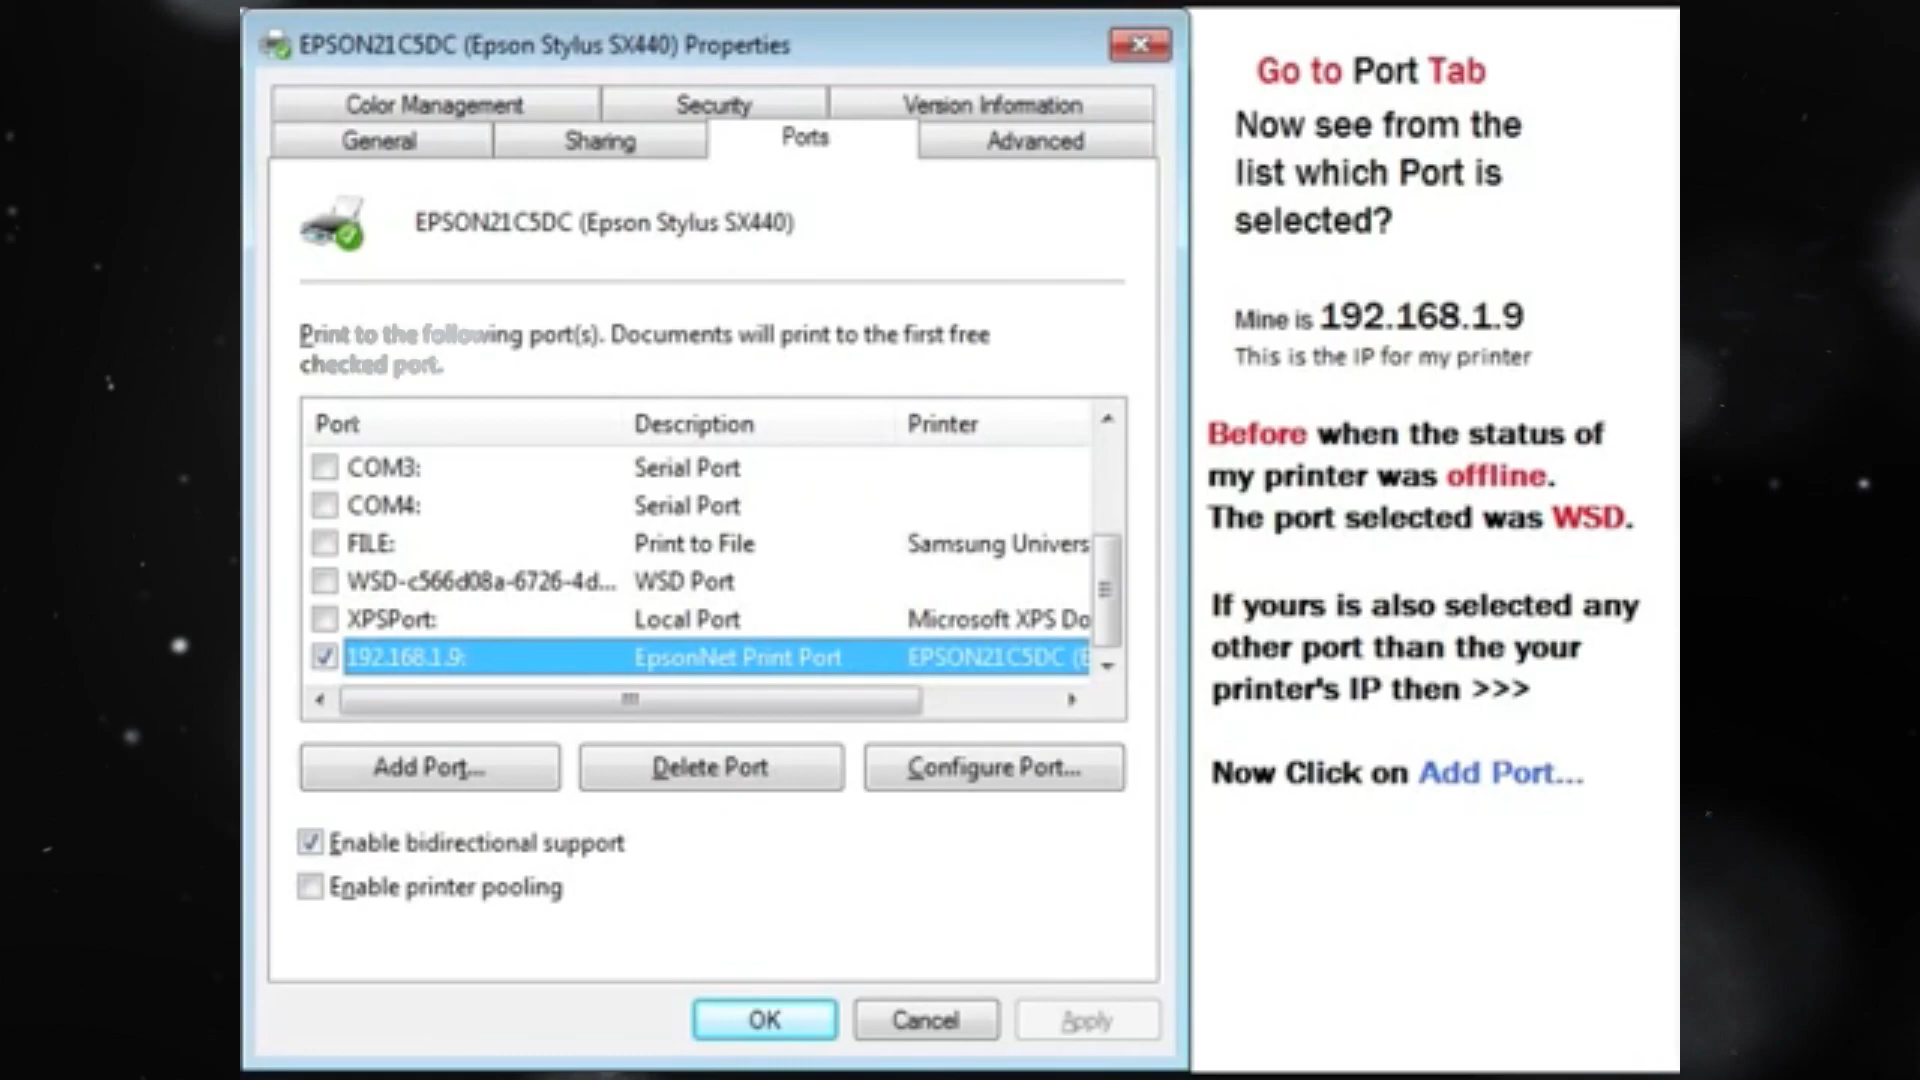 EPSON21C5DC (Epson Stylus SX440) Properties
Color Management Security Version Information
General Sharing Ports Advanced
EPSON21C5DC (Epson Stylus SX440)
Print to the following port(s). Documents will print to the first free
checked port.
Port Description Printer
COM3: Serial Port
COM4: Serial Port
FILE: Print to File Samsung Univers
WSD-c566d08a-6726-4d... WSD Port
XPSPort: Local Port Microsoft XPS Do
192.168.1.9: EpsonNet Print Port EPSON21C5DC (E
Add Port... Delete Port Configure Port...
Enable bidirectional support
Enable printer pooling
OK Cancel Apply
Go to Port Tab
Now see from the
list which Port is
selected?
Mine is 192.168.1.9
This is the IP for my printer
Before when the status of
my printer was offline.
The port selected was WSD.
If yours is also selected any
other port than the your
printer's IP then >>>
Now Click on Add Port...